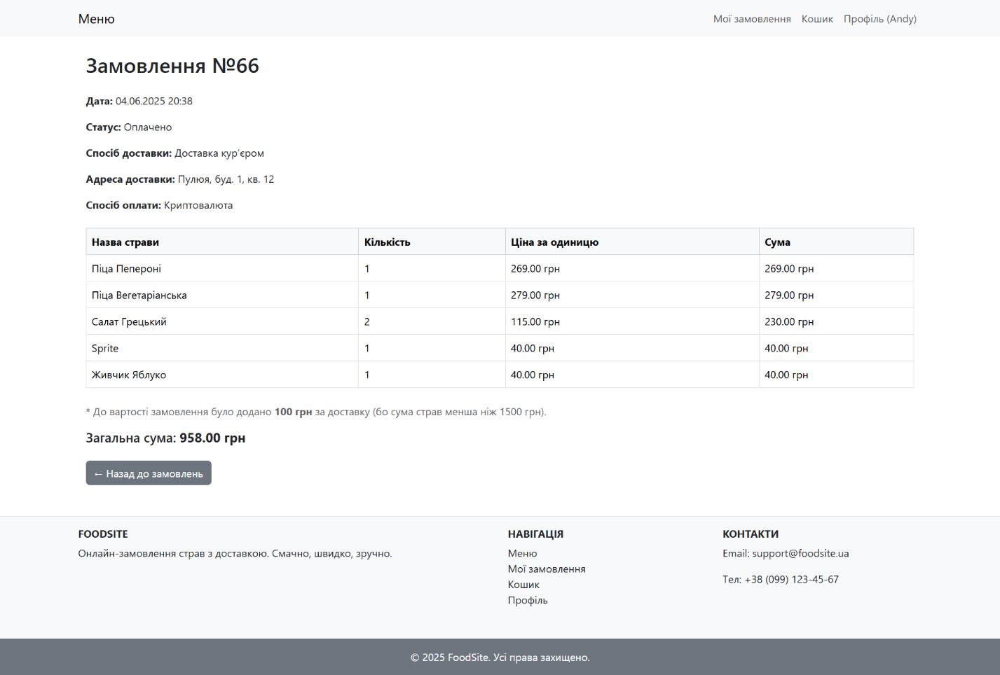 Меню Мої замовлення Кошик Профіль (Andy)
Замовлення №66
Дата: 04.06.2025 20:38
Статус: Оплачено
Спосіб доставки: Доставка кур’єром
Адреса доставки: Пулюя, буд. 1, кв. 12
Спосіб оплати: Криптовалюта
Назва страви Кількість Ціна за одиницю Сума
Піца Пепероні 1 269.00 грн 269.00 грн
Піца Вегетаріанська 1 279.00 грн 279.00 грн
Салат Грецький 2 115.00 грн 230.00 грн
Sprite 1 40.00 грн 40.00 грн
Живчик Яблуко 1 40.00 грн 40.00 грн
* До вартості замовлення було додано 100 грн за доставку (бо сума страв менша ніж 1500 грн).
Загальна сума: 958.00 грн
← Назад до замовлень
FOODSITE
Онлайн-замовлення страв з доставкою. Смачно, швидко, зручно.
НАВІГАЦІЯ
Меню
Мої замовлення
Кошик
Профіль
КОНТАКТИ
Email: support@foodsite.ua
Тел: +38 (099) 123-45-67
© 2025 FoodSite. Усі права захищено.